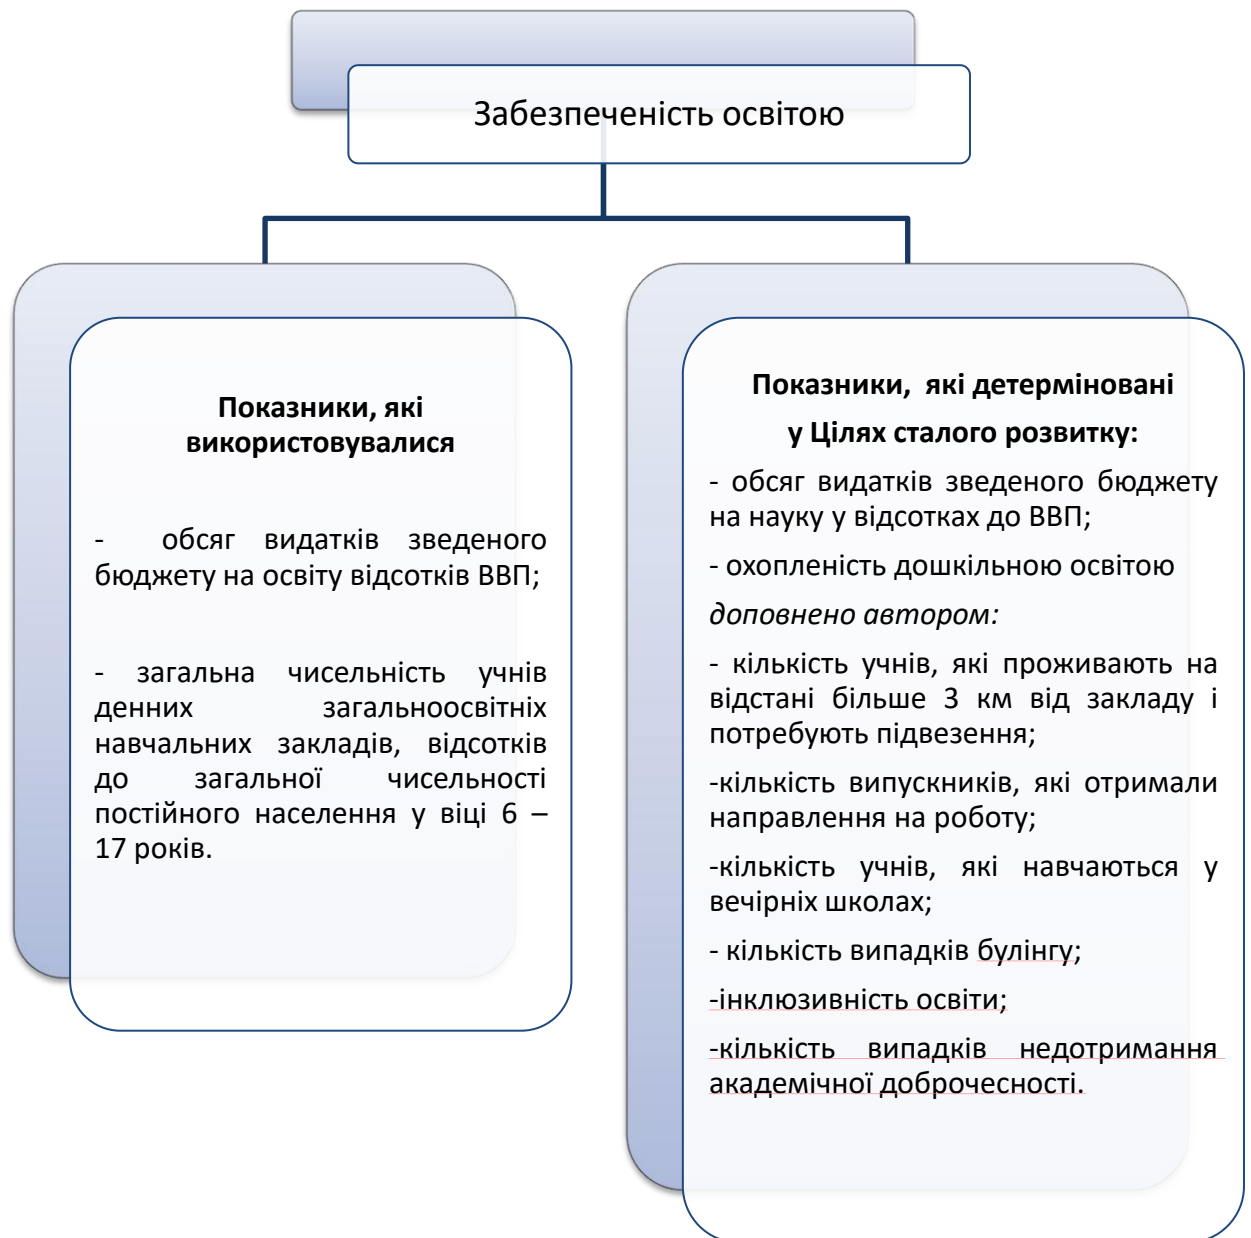 Забезпеченість освітою
Показники, які
використовувалися
- обсяг видатків зведеного
бюджету на освіту відсотків ВВП;
- загальна чисельність учнів
денних загальноосвітніх
навчальних закладів, відсотків
до загальної чисельності
постійного населення у віці 6 –
17 років.
Показники, які детерміновані
у Цілях сталого розвитку:
- обсяг видатків зведеного бюджету
на науку у відсотках до ВВП;
- охопленість дошкільною освітою
доповнено автором:
- кількість учнів, які проживають на
відстані більше 3 км від закладу і
потребують підвезення;
-кількість випускників, які отримали
направлення на роботу;
-кількість учнів, які навчаються у
вечірніх школах;
- кількість випадків булінгу;
-інклюзивність освіти;
-кількість випадків недотримання
академічної доброчесності.